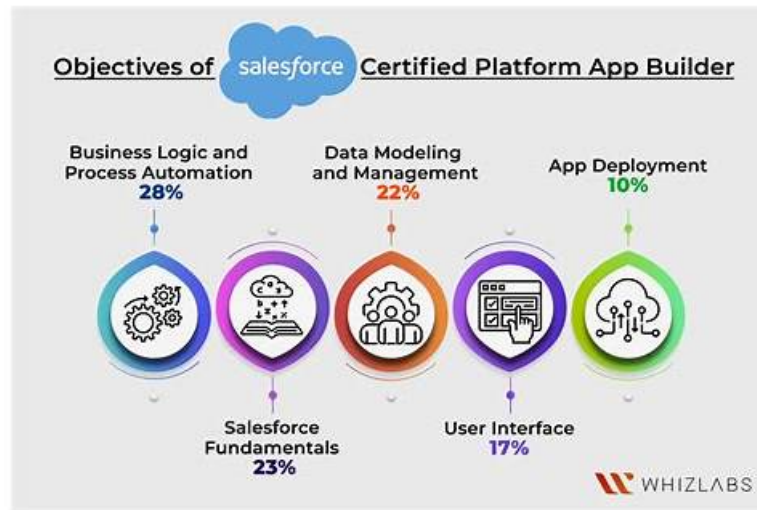 Objectives of salesforce Certified Platform App Builder
Business Logic and
Process Automation
28%
Data Modeling
and Management
22%
App Deployment
10%
Salesforce
Fundamentals
23%
User Interface
17%
WHIZLABS